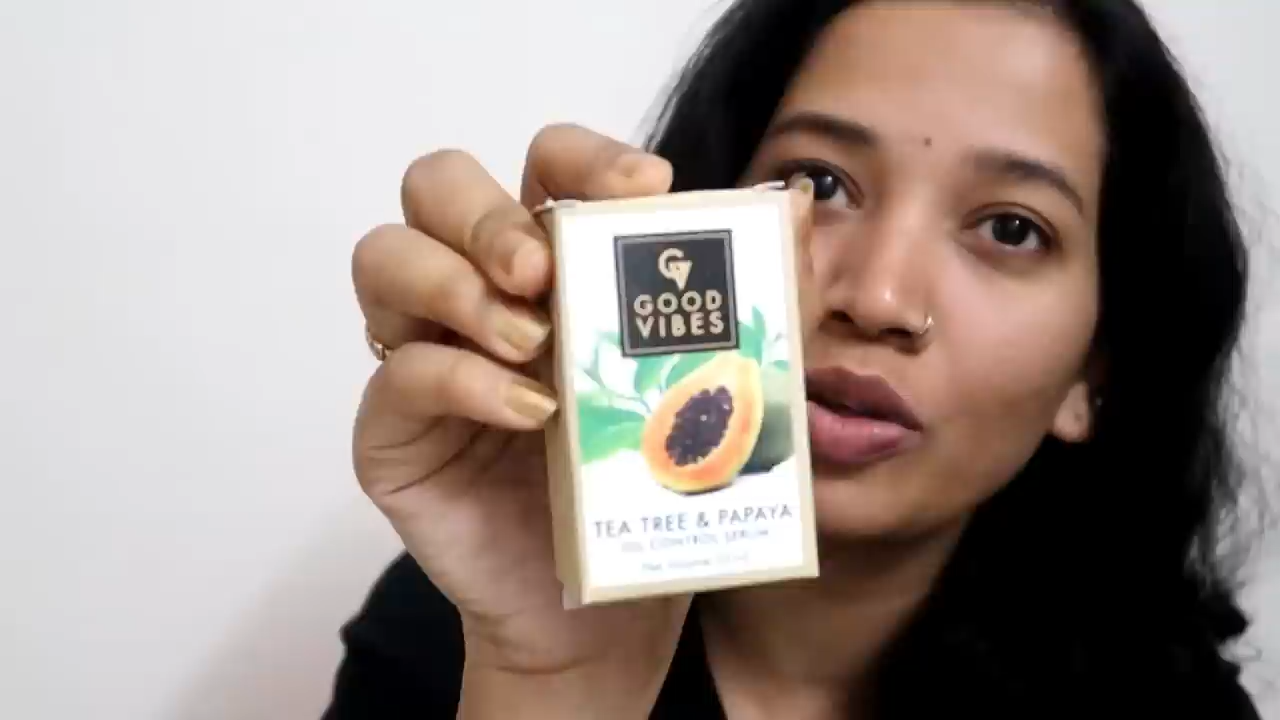 GV
GOOD
VIBES
TEA TREE & PAPAYA
OIL CONTROL SERUM